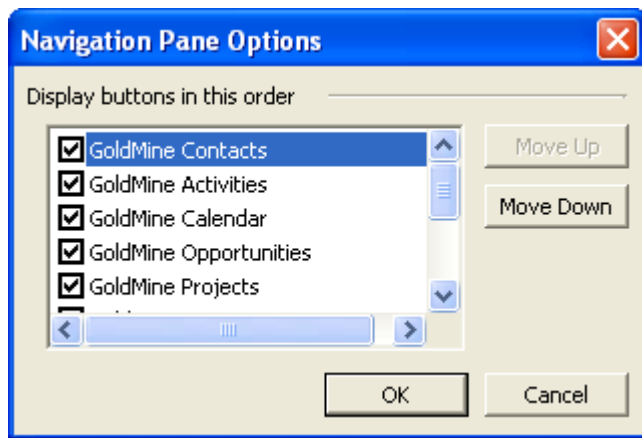 Navigation Pane Options
Display buttons in this order
GoldMine Contacts
GoldMine Activities
GoldMine Calendar
GoldMine Opportunities
GoldMine Projects
Move Up
Move Down
OK
Cancel